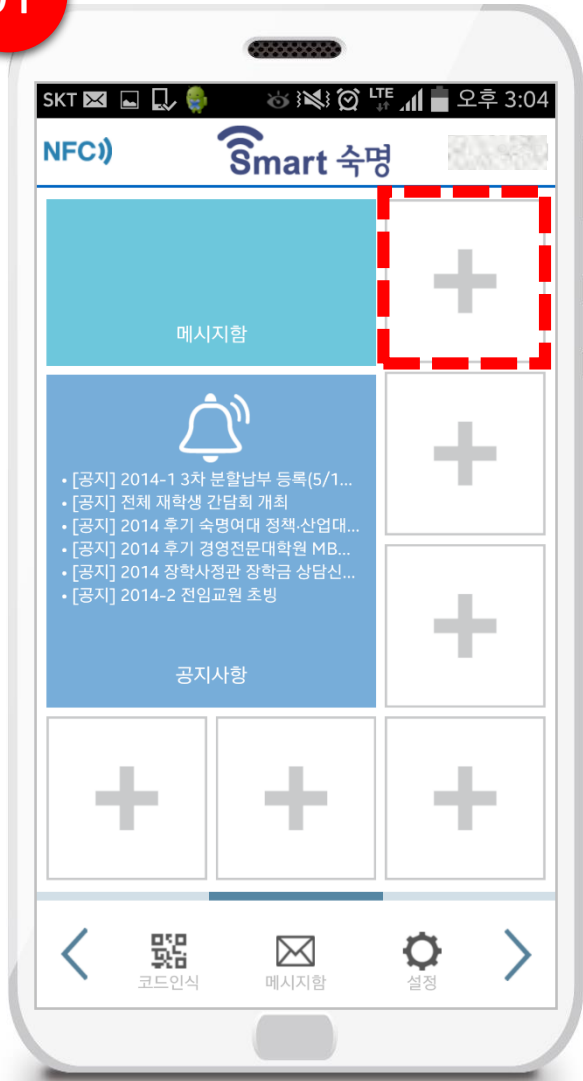 01
SKT LTE 오후 3:04
NFC Smart 숙명
메시지함
• [공지] 2014-1 3차 분할납부 등록(5/1...
• [공지] 전체 재학생 간담회 개최
• [공지] 2014 후기 숙명여대 정책·산업대...
• [공지] 2014 후기 경영전문대학원 MB...
• [공지] 2014 장학사정관 장학금 상담신...
• [공지] 2014-2 전임교원 초빙
공지사항
코드인식 메시지함 설정